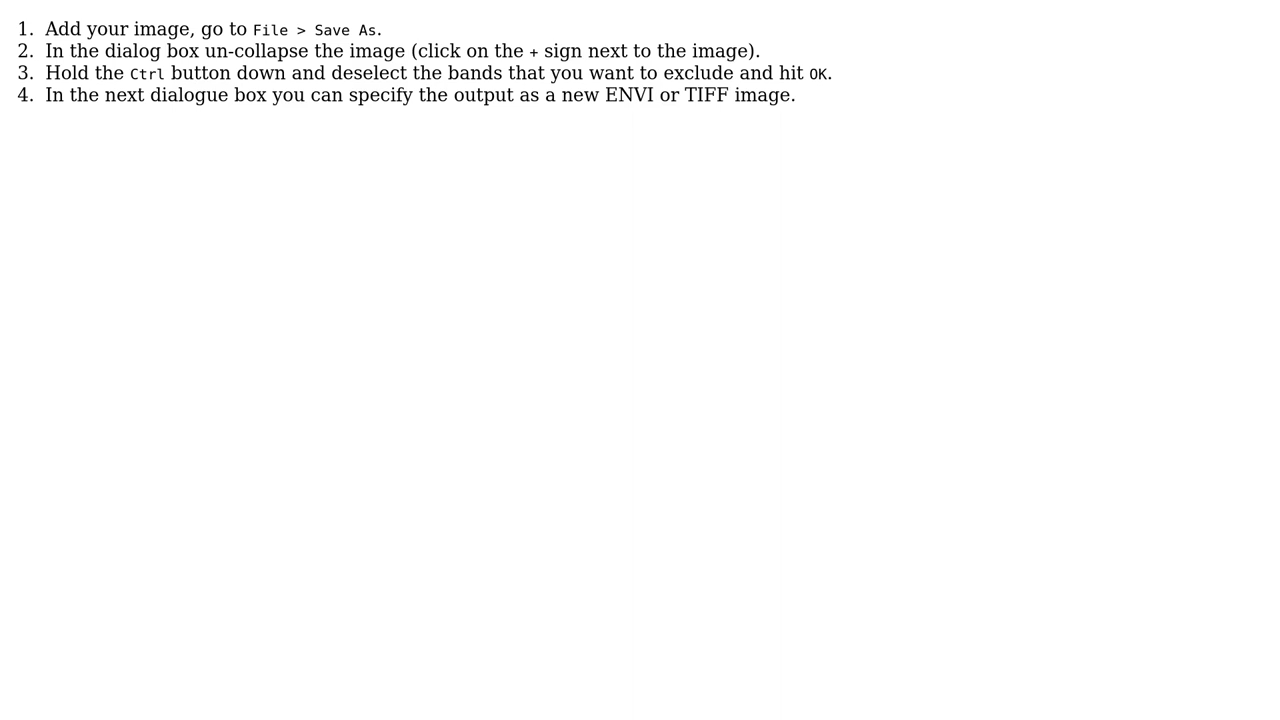 1. Add your image, go to File > Save As.
2. In the dialog box un-collapse the image (click on the + sign next to the image).
3. Hold the Ctrl button down and deselect the bands that you want to exclude and hit OK.
4. In the next dialogue box you can specify the output as a new ENVI or TIFF image.